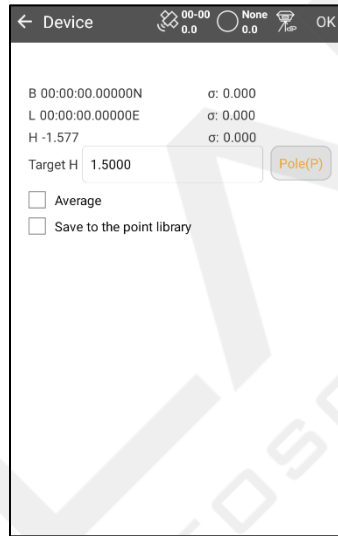 Device 00-00 0.0 None 0.0 OK
B 00:00:00.00000N σ: 0.000
L 00:00:00.00000E σ: 0.000
H -1.577 σ: 0.000
Target H 1.5000 Pole(P)
Average
Save to the point library